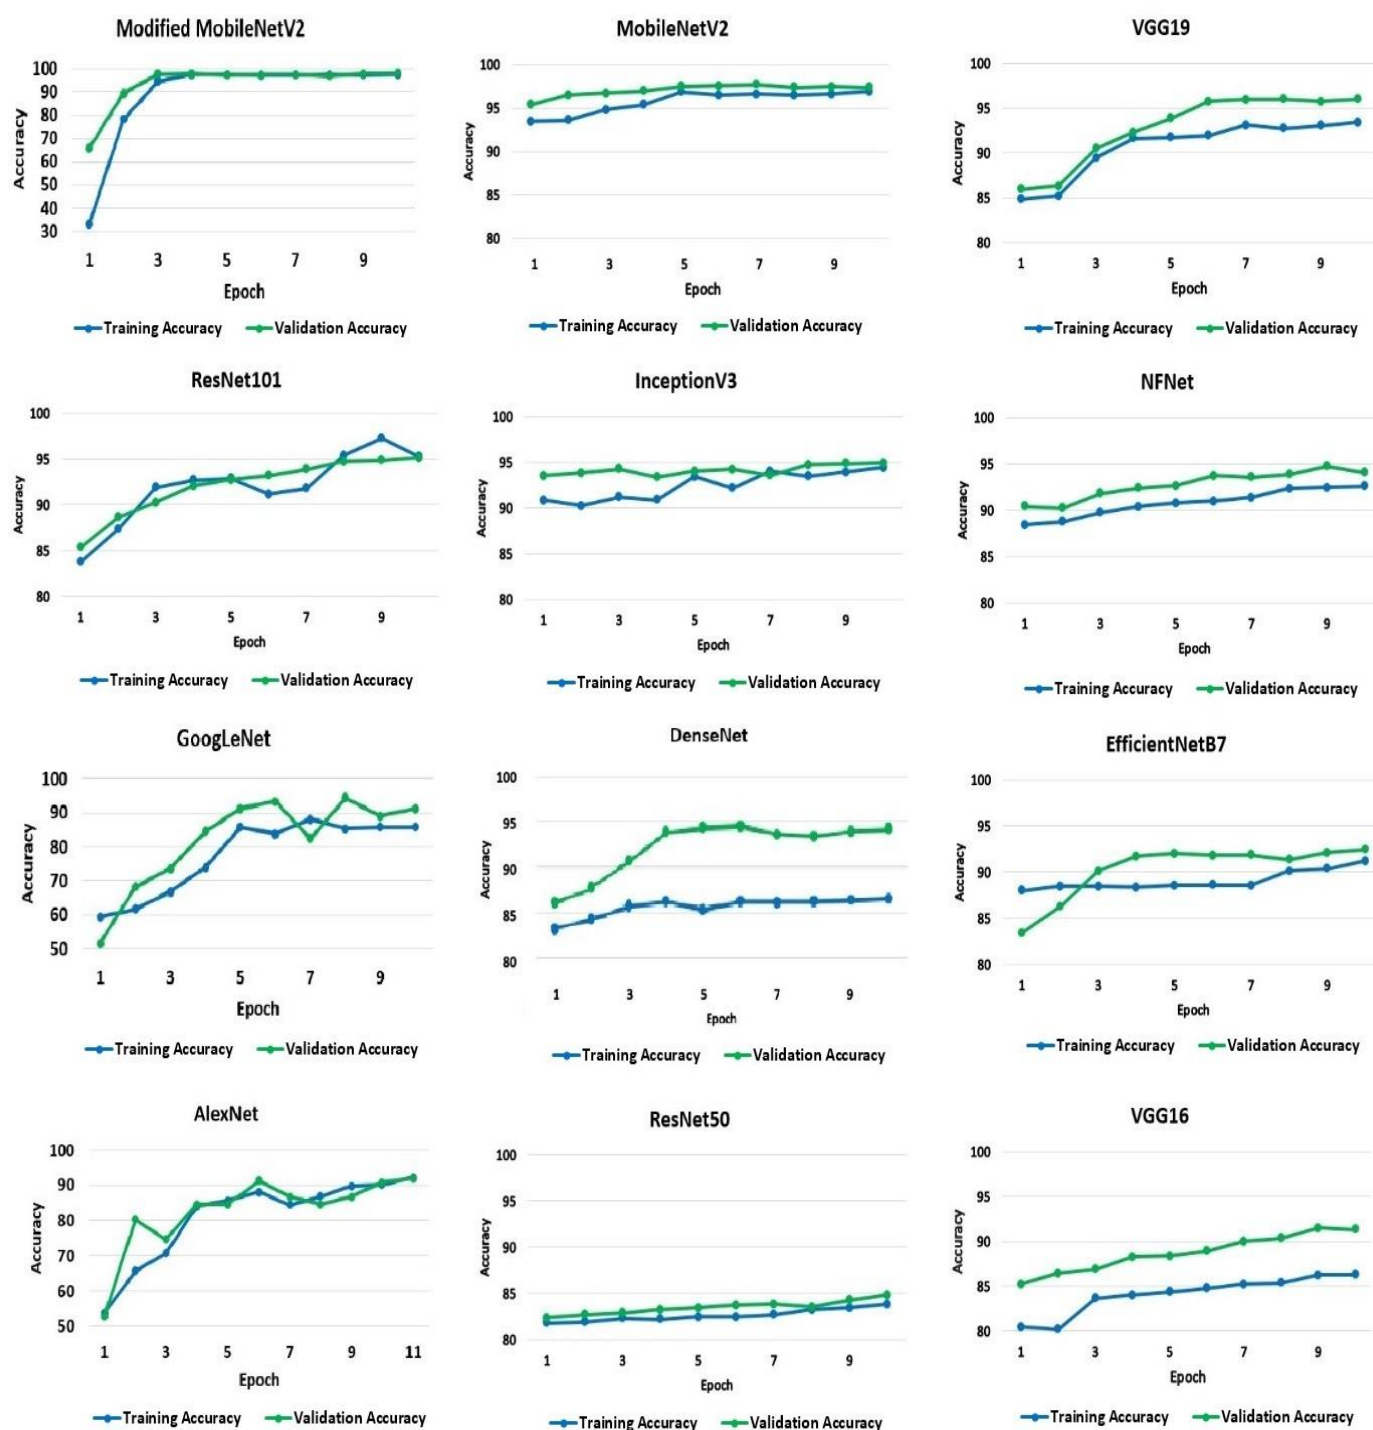 Modified MobileNetV2
100
90
80
70
60
50
40
30
Accuracy
1 3 5 7 9
Epoch
Training Accuracy Validation Accuracy
MobileNetV2
100
95
90
85
80
Accuracy
1 3 5 7 9
Epoch
Training Accuracy Validation Accuracy
VGG19
100
95
90
85
80
Accuracy
1 3 5 7 9
Epoch
Training Accuracy Validation Accuracy
ResNet101
100
95
90
85
80
Accuracy
1 3 5 7 9
Epoch
Training Accuracy Validation Accuracy
InceptionV3
100
95
90
85
80
Accuracy
1 3 5 7 9
Epoch
Training Accuracy Validation Accuracy
NFNet
100
95
90
85
80
Accuracy
1 3 5 7 9
Epoch
Training Accuracy Validation Accuracy
GoogLeNet
100
90
80
70
60
50
Accuracy
1 3 5 7 9
Epoch
Training Accuracy Validation Accuracy
DenseNet
100
95
90
85
80
Accuracy
1 3 5 7 9
Epoch
Training Accuracy Validation Accuracy
EfficientNetB7
100
95
90
85
80
Accuracy
1 3 5 7 9
Epoch
Training Accuracy Validation Accuracy
AlexNet
100
90
80
70
60
50
Accuracy
1 3 5 7 9 11
Epoch
Training Accuracy Validation Accuracy
ResNet50
100
95
90
85
80
Accuracy
1 3 5 7 9
Epoch
Training Accuracy Validation Accuracy
VGG16
100
95
90
85
80
Accuracy
1 3 5 7 9
Epoch
Training Accuracy Validation Accuracy